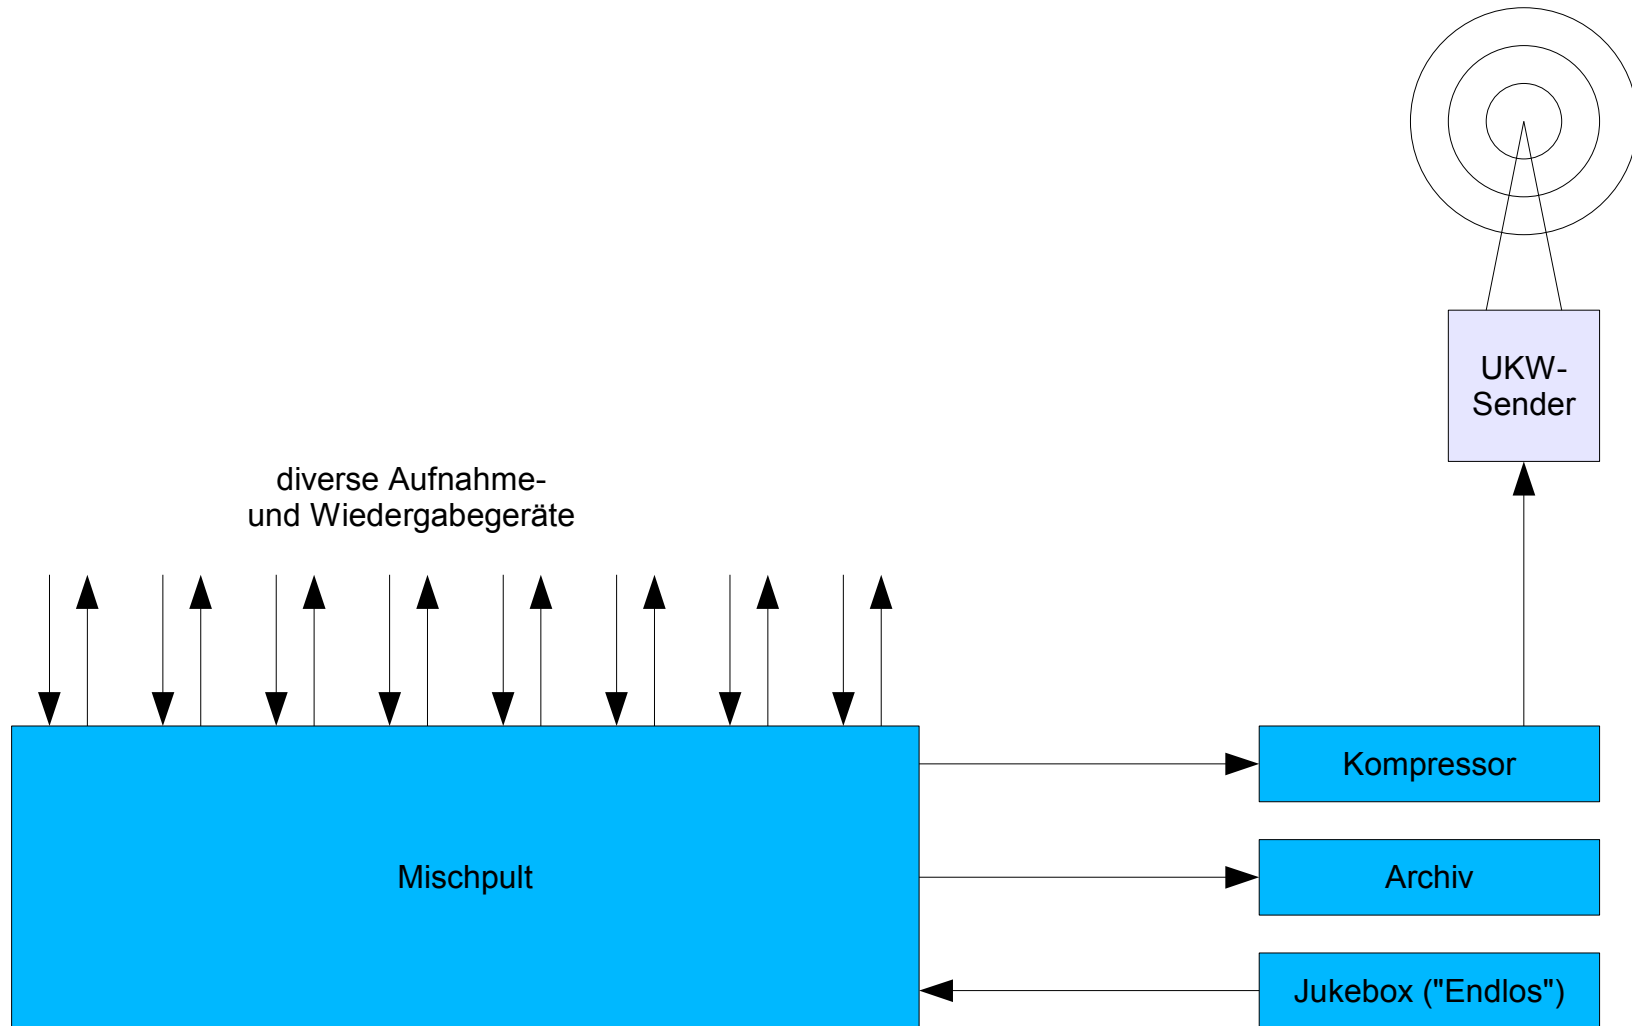 UKW-
Sender
diverse Aufnahme-
und Wiedergabegeräte
Kompressor
Mischpult
Archiv
Jukebox ("Endlos")